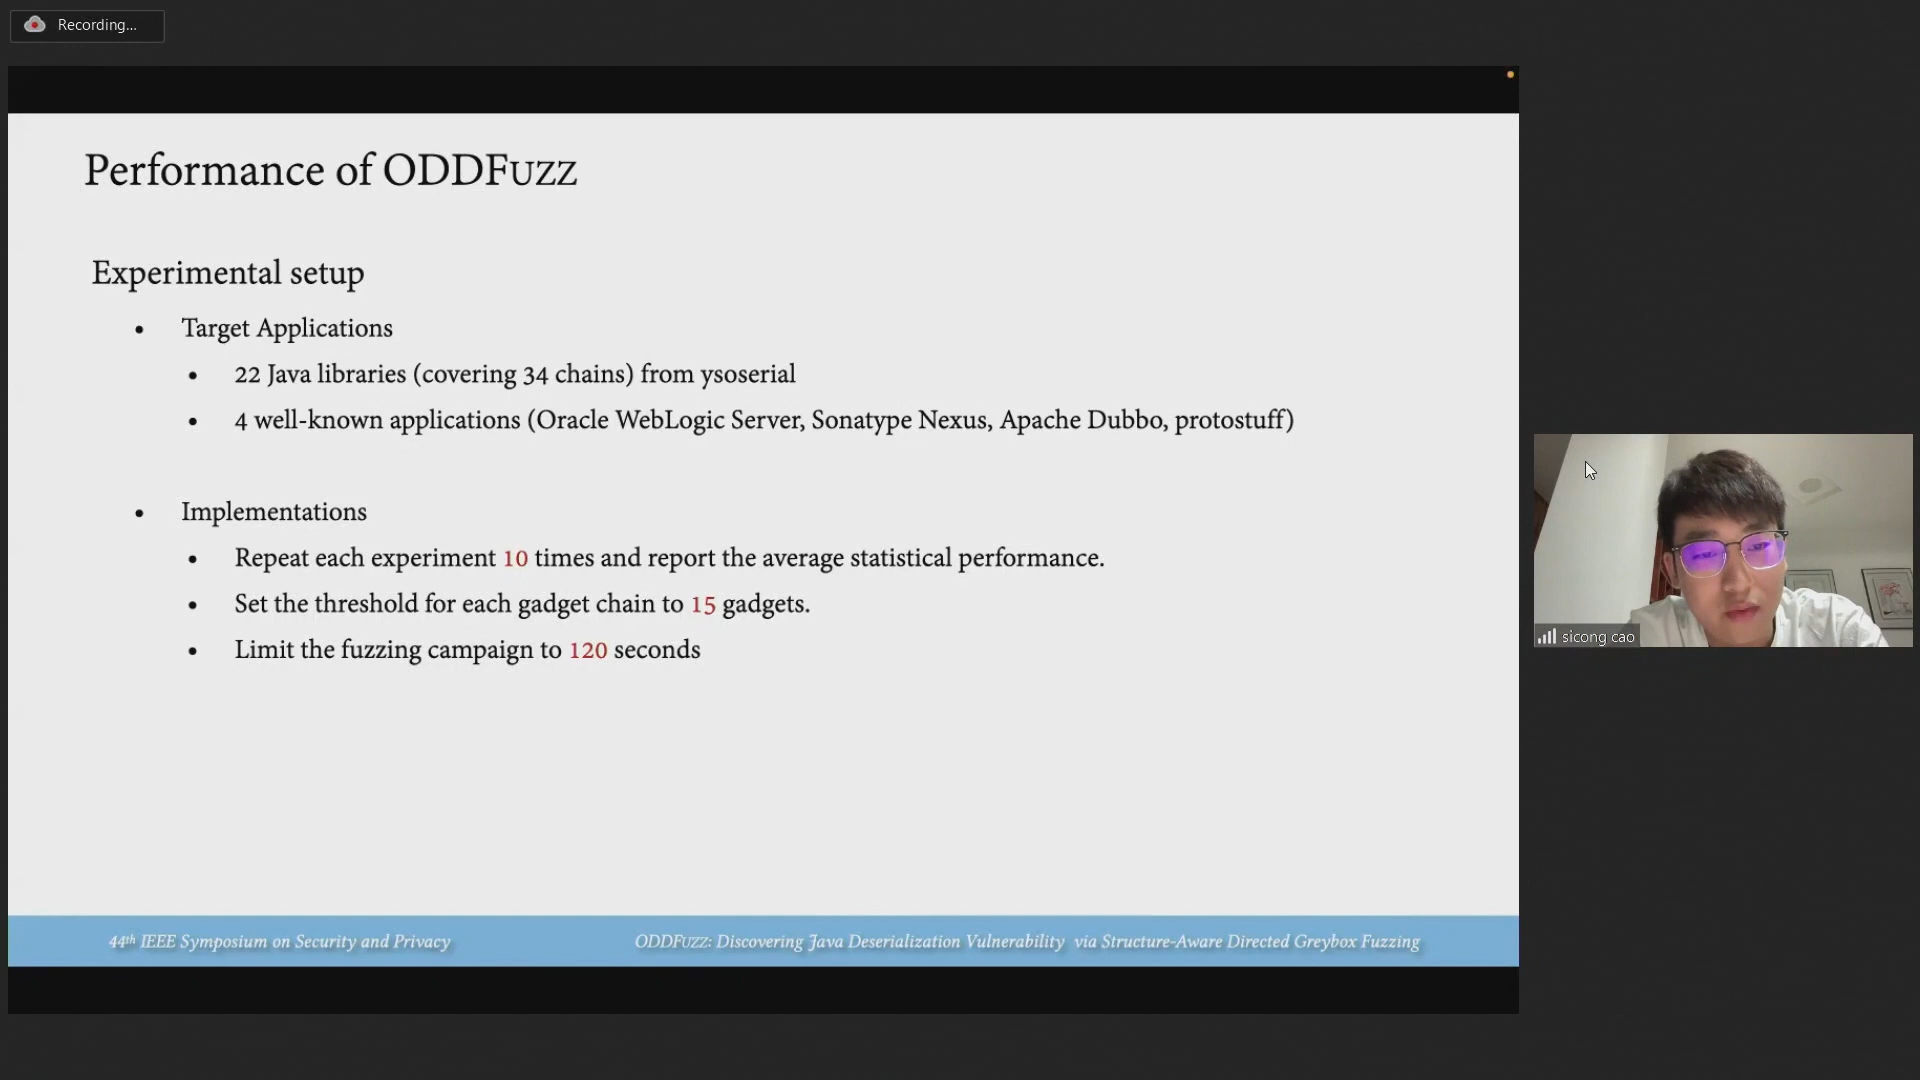 Recording...
Performance of ODDFUZZ
Experimental setup
• Target Applications
• 22 Java libraries (covering 34 chains) from ysoserial
• 4 well-known applications (Oracle WebLogic Server, Sonatype Nexus, Apache Dubbo, protostuff)
• Implementations
• Repeat each experiment 10 times and report the average statistical performance.
• Set the threshold for each gadget chain to 15 gadgets.
• Limit the fuzzing campaign to 120 seconds
sicong cao
44th IEEE Symposium on Security and Privacy
ODDFUZZ: Discovering Java Deserialization Vulnerability via Structure-Aware Directed Greybox Fuzzing